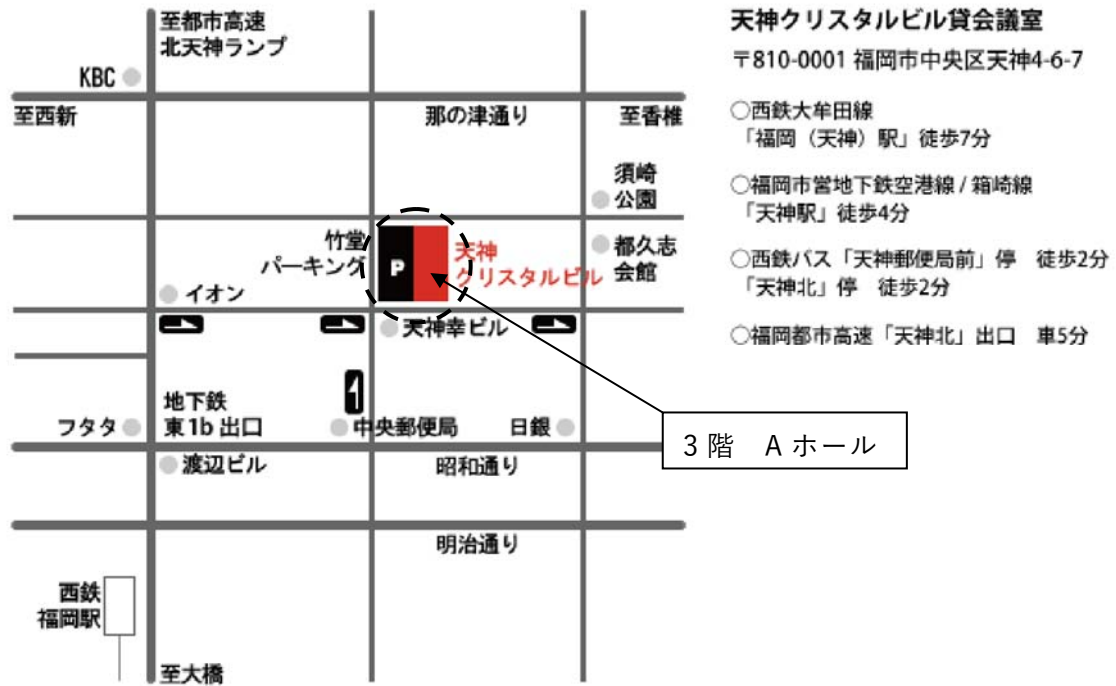 至都市高速
北天神ランプ
KBC
至西新
那の津通り
至香椎
須崎
公園
竹堂
パーキング
P
天神
クリスタルビル
都久志
会館
イオン
天神幸ビル
地下鉄
東1b 出口
フタタ
中央郵便局
日銀
渡辺ビル
昭和通り
明治通り
西鉄
福岡駅
至大橋
3階　Aホール
天神クリスタルビル貸会議室
〒810-0001 福岡市中央区天神4-6-7
○西鉄大牟田線
「福岡（天神）駅」徒歩7分
○福岡市営地下鉄空港線 / 箱崎線
「天神駅」徒歩4分
○西鉄バス「天神郵便局前」停　徒歩2分
「天神北」停　徒歩2分
○福岡都市高速「天神北」出口　車5分